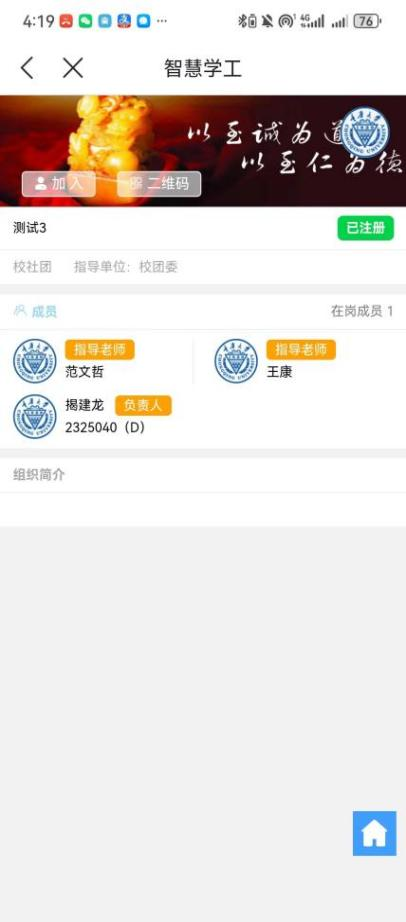 4:19
4G
76
智慧学工
以至诚为道
以至仁为德
加入
二维码
测试3
已注册
校社团 指导单位：校团委
成员
在岗成员 1
指导老师
范文哲
指导老师
王康
揭建龙 负责人
2325040（D）
组织简介